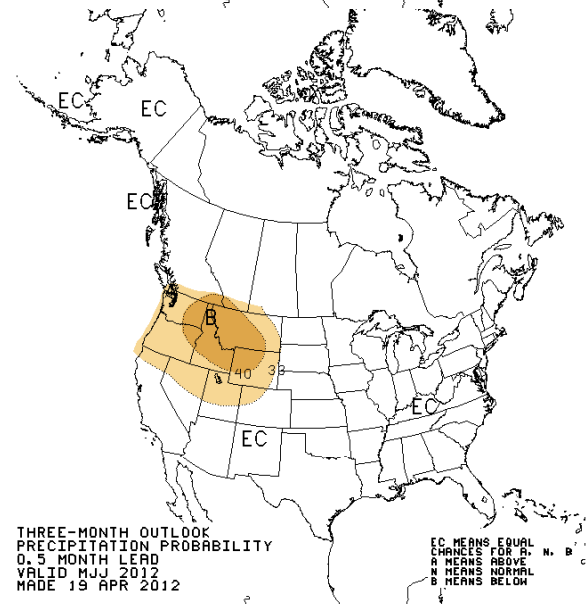 EC
EC
EC
B
40 33
EC
EC
THREE-MONTH OUTLOOK
PRECIPITATION PROBABILITY
0.5 MONTH LEAD
VALID MJJ 2012
MADE 19 APR 2012
EC MEANS EQUAL
CHANCES FOR A, N, B
A MEANS ABOVE
N MEANS NORMAL
B MEANS BELOW